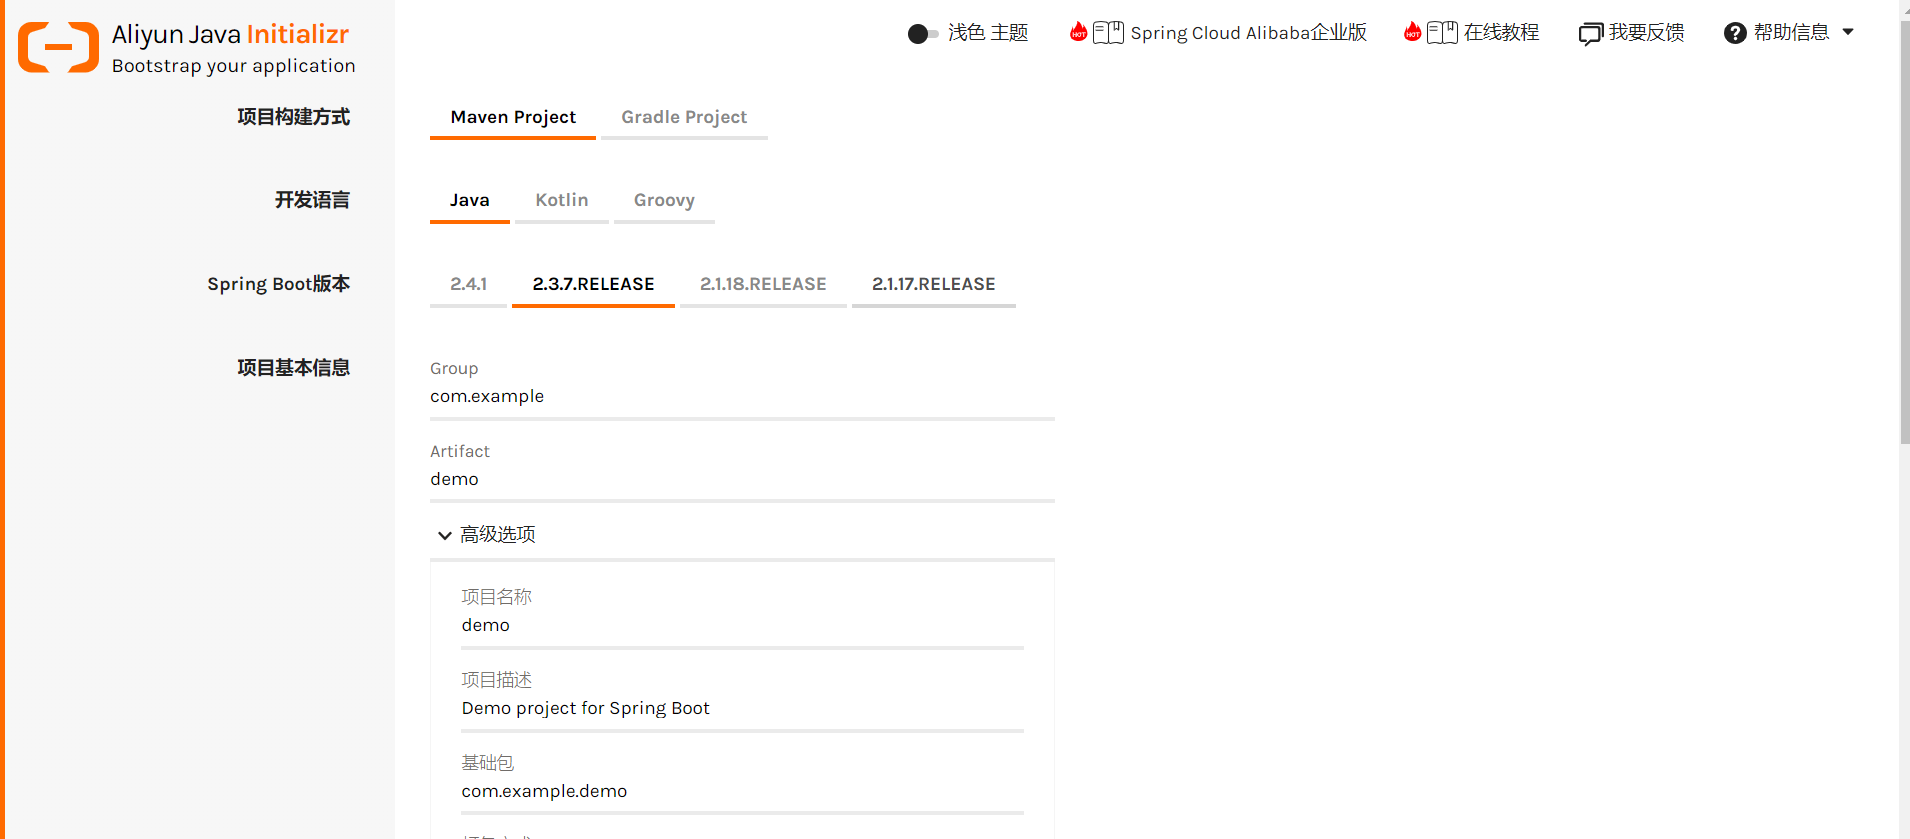 Aliyun Java Initializr
Bootstrap your application
浅色 主题
HOT
Spring Cloud Alibaba企业版
HOT
在线教程
我要反馈
? 帮助信息
项目构建方式
Maven Project
Gradle Project
开发语言
Java
Kotlin
Groovy
Spring Boot版本
2.4.1
2.3.7.RELEASE
2.1.18.RELEASE
2.1.17.RELEASE
项目基本信息
Group
com.example
Artifact
demo
高级选项
项目名称
demo
项目描述
Demo project for Spring Boot
基础包
com.example.demo